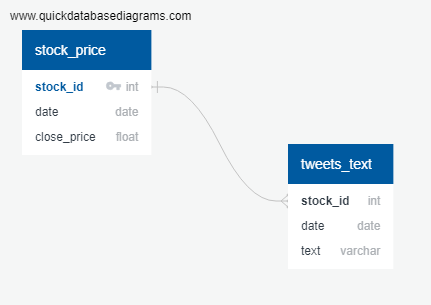 www.quickdatabasediagrams.com
stock_price
stock_id int
date date
close_price float
tweets_text
stock_id int
date date
text varchar